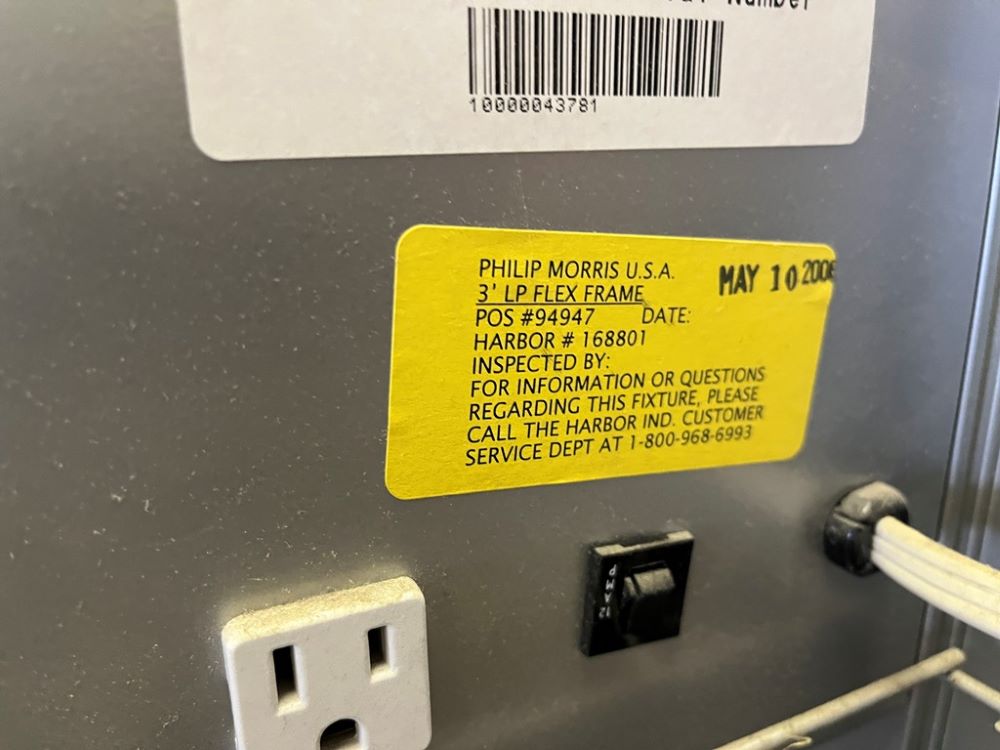 Number
10000043781
PHILIP MORRIS U.S.A.
MAY 10 2006
3' LP FLEX FRAME
POS #94947 DATE:
HARBOR # 168801
INSPECTED BY:
FOR INFORMATION OR QUESTIONS
REGARDING THIS FIXTURE, PLEASE
CALL THE HARBOR IND. CUSTOMER
SERVICE DEPT AT 1-800-968-6993